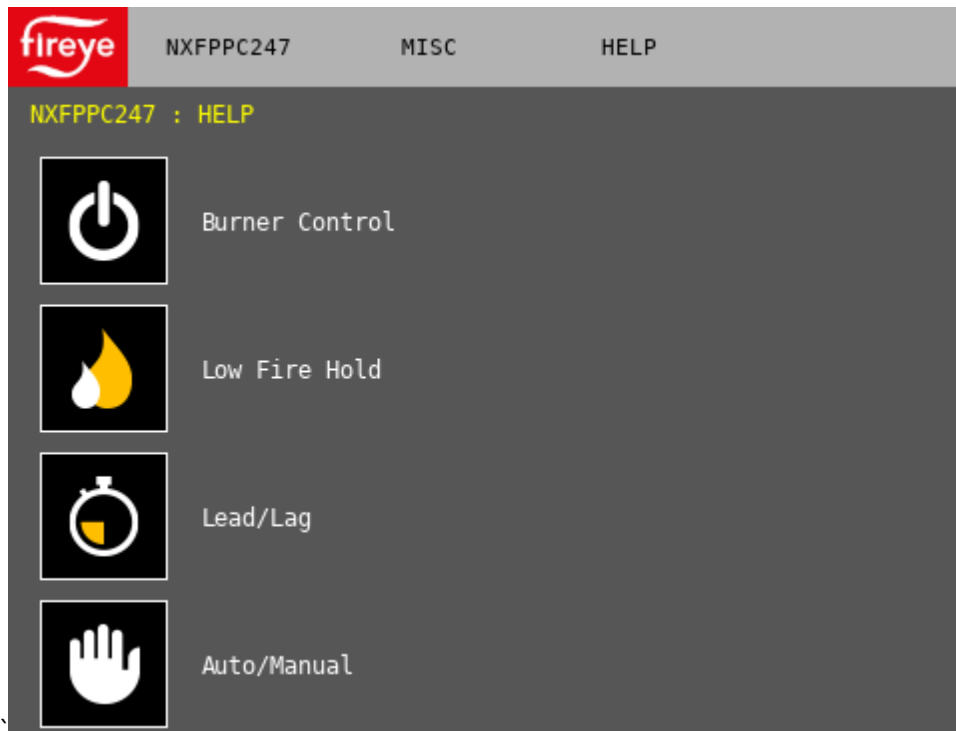 fireye NXFPPC247 MISC HELP
NXFPPC247 : HELP
Burner Control
Low Fire Hold
Lead/Lag
Auto/Manual
`